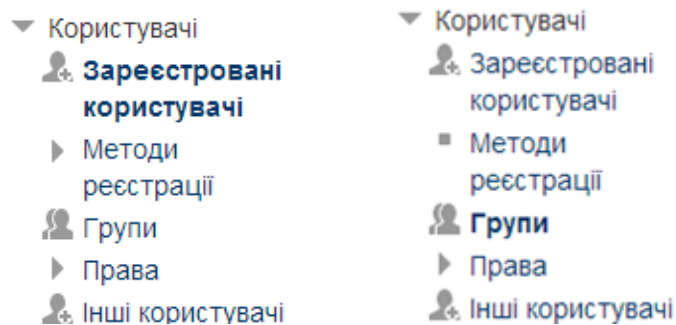 Користувачі
Зареєстровані
користувачі
Методи
реєстрації
Групи
Права
Інші користувачі
Користувачі
Зареєстровані
користувачі
Методи
реєстрації
Групи
Права
Інші користувачі